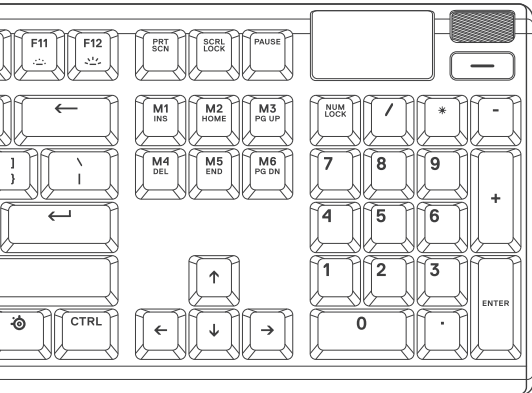 F11 F12 PRT SCN SCRL LOCK PAUSE
← M1 INS M2 HOME M3 PG UP NUM LOCK / * -
] } \ | M4 DEL M5 END M6 PG DN 7 8 9 +
↵ 4 5 6
↑ 1 2 3 ENTER
CTRL ← ↓ → 0 .